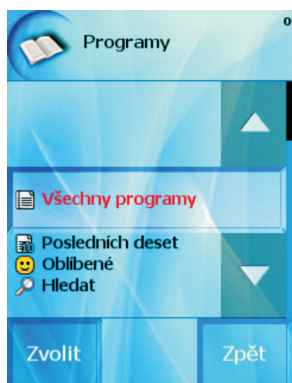 Programy
Všechny programy
Posledních deset
Oblíbené
Hledat
Zvolit
Zpět